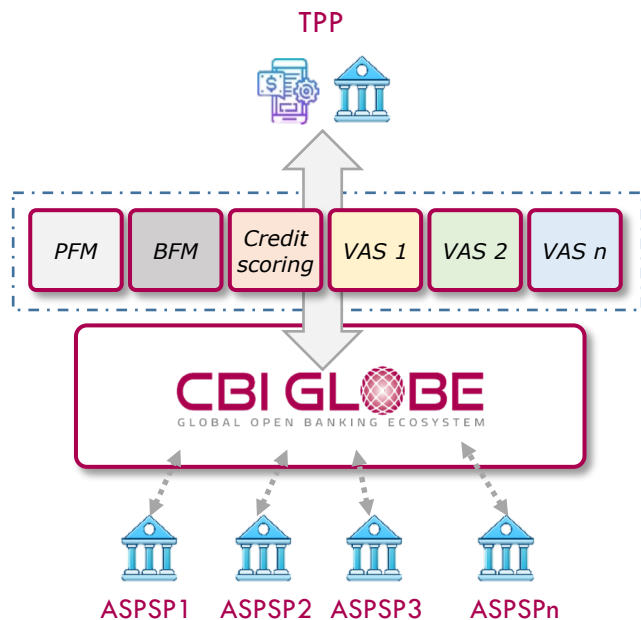 TPP
$
PFM
BFM
Credit
scoring
VAS 1
VAS 2
VAS n
CBI GLOBE
GLOBAL OPEN BANKING ECOSYSTEM
ASPSP1
ASPSP2
ASPSP3
ASPSPn